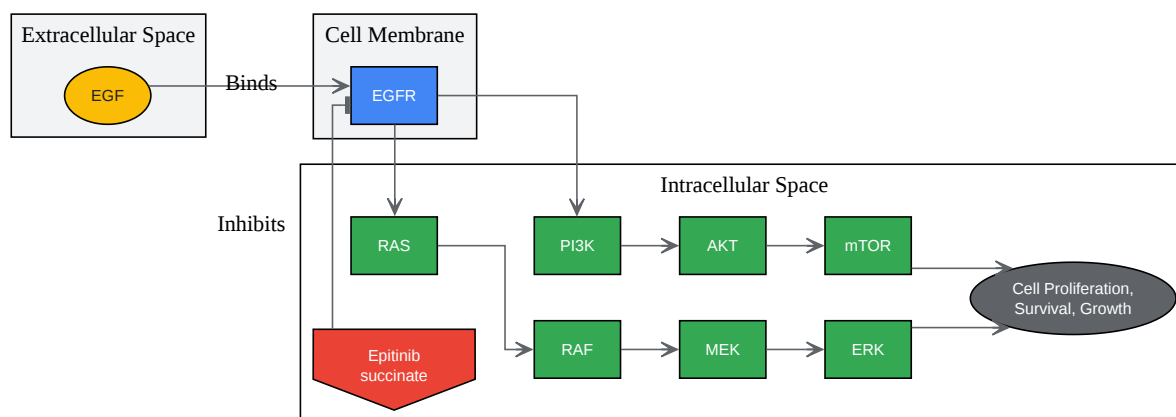 Extracellular Space
Cell Membrane
EGF
Binds
EGFR
Intracellular Space
Inhibits
RAS
PI3K
AKT
mTOR
Cell Proliferation,
Survival, Growth
Epitinib
succinate
RAF
MEK
ERK